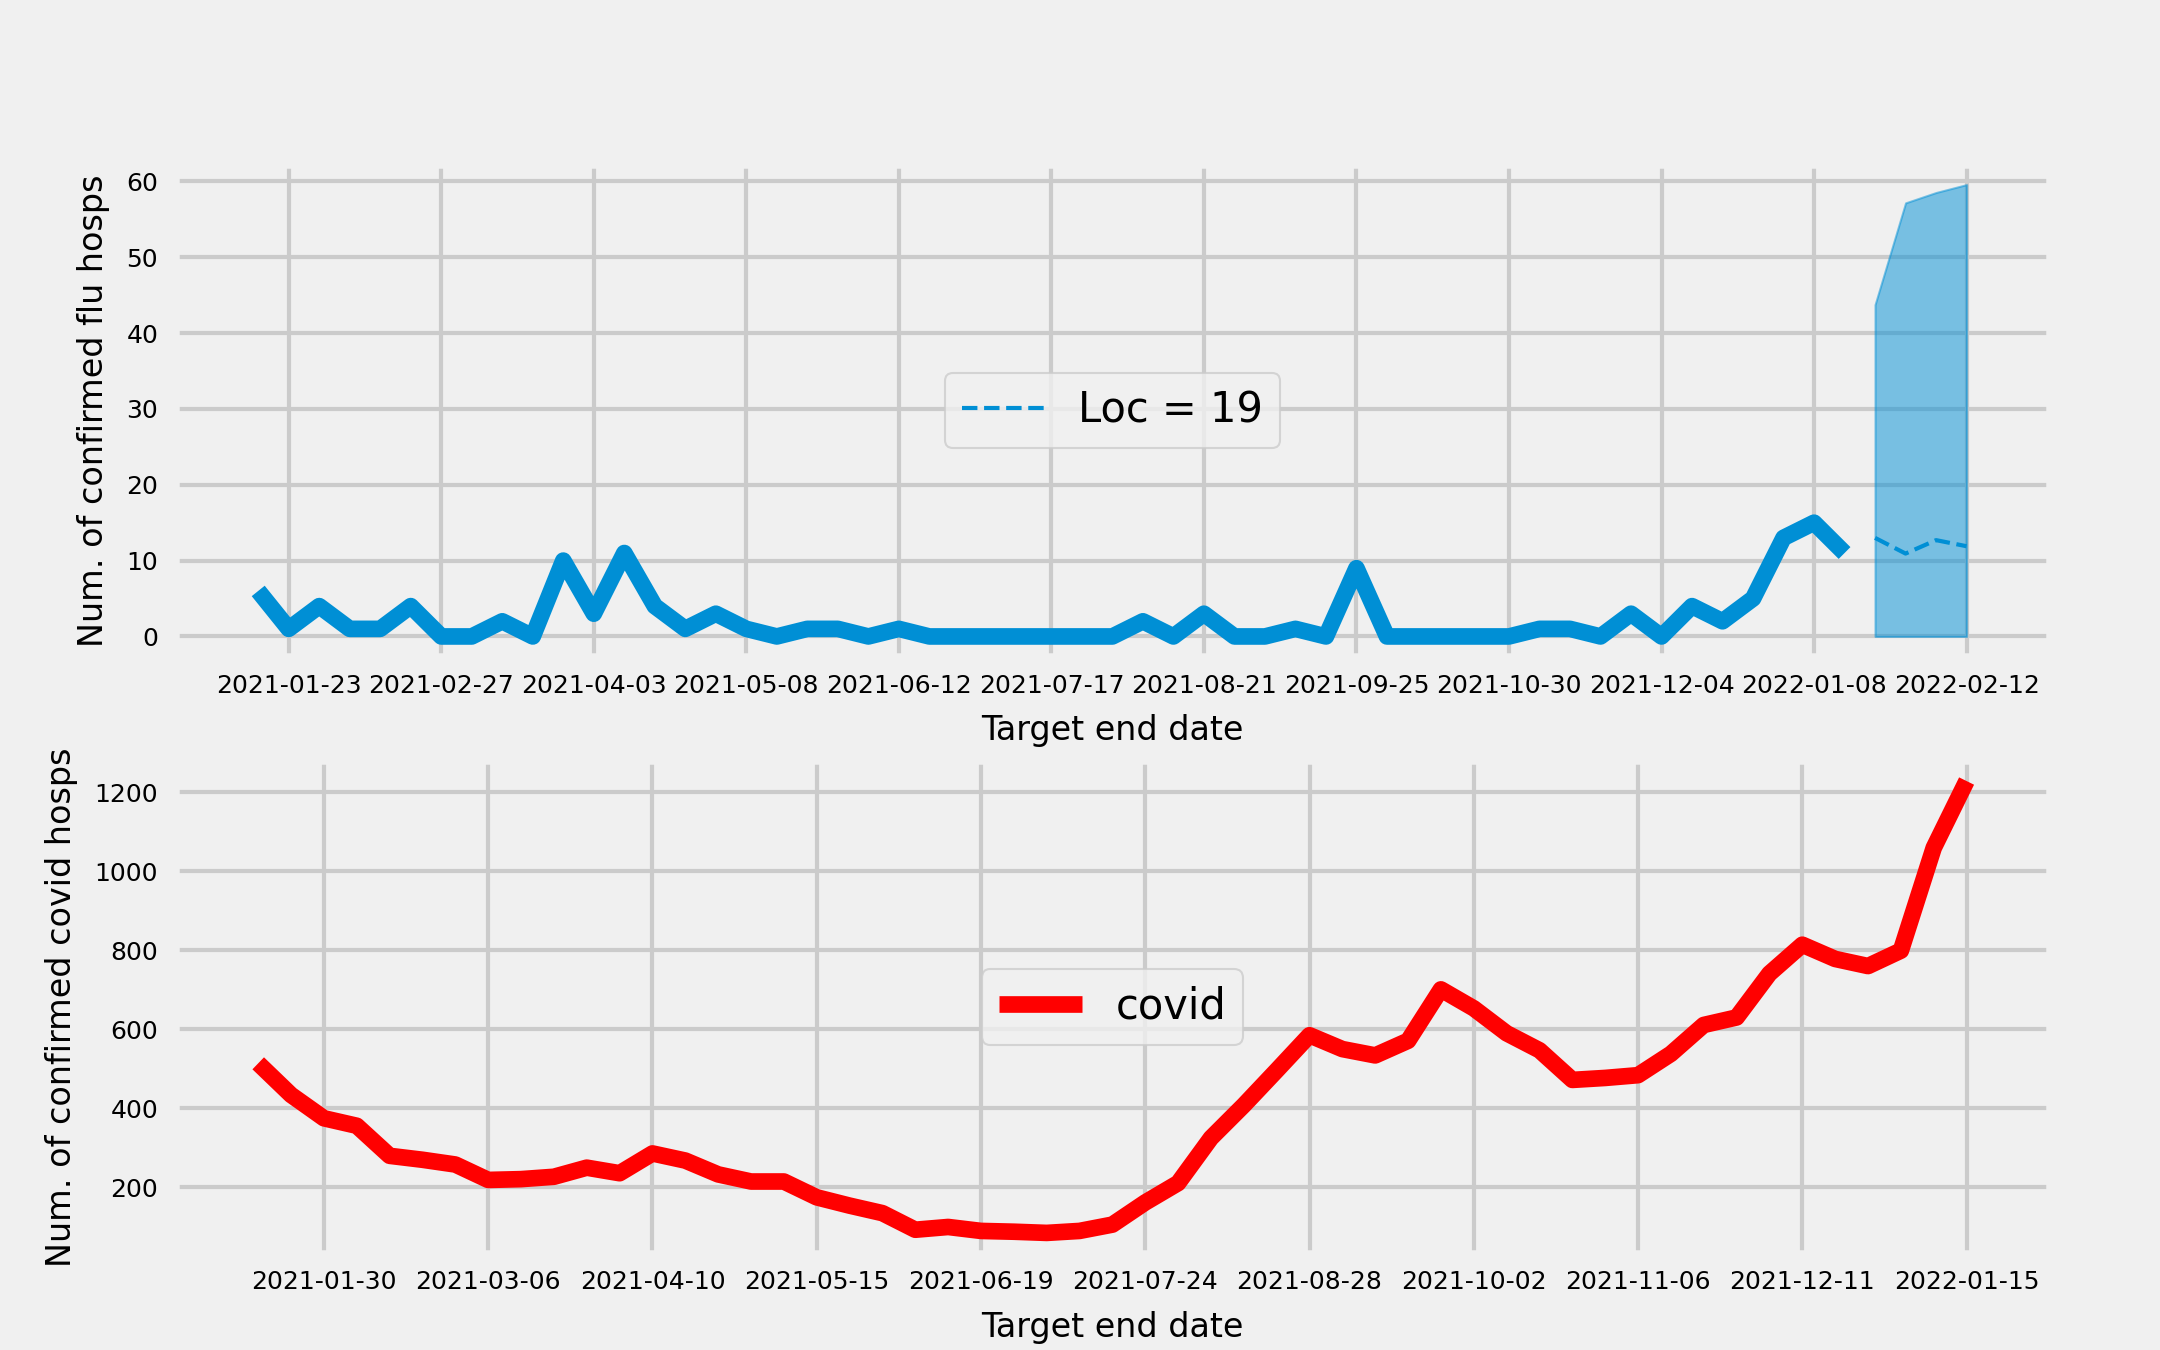 Num. of confirmed flu hosps
60
50
40
30
20
10
0
Loc = 19
2021-01-23 2021-02-27 2021-04-03 2021-05-08 2021-06-12 2021-07-17 2021-08-21 2021-09-25 2021-10-30 2021-12-04 2022-01-08 2022-02-12
Target end date
Num. of confirmed covid hosps
1200
1000
800
600
400
200
covid
2021-01-30 2021-03-06 2021-04-10 2021-05-15 2021-06-19 2021-07-24 2021-08-28 2021-10-02 2021-11-06 2021-12-11 2022-01-15
Target end date